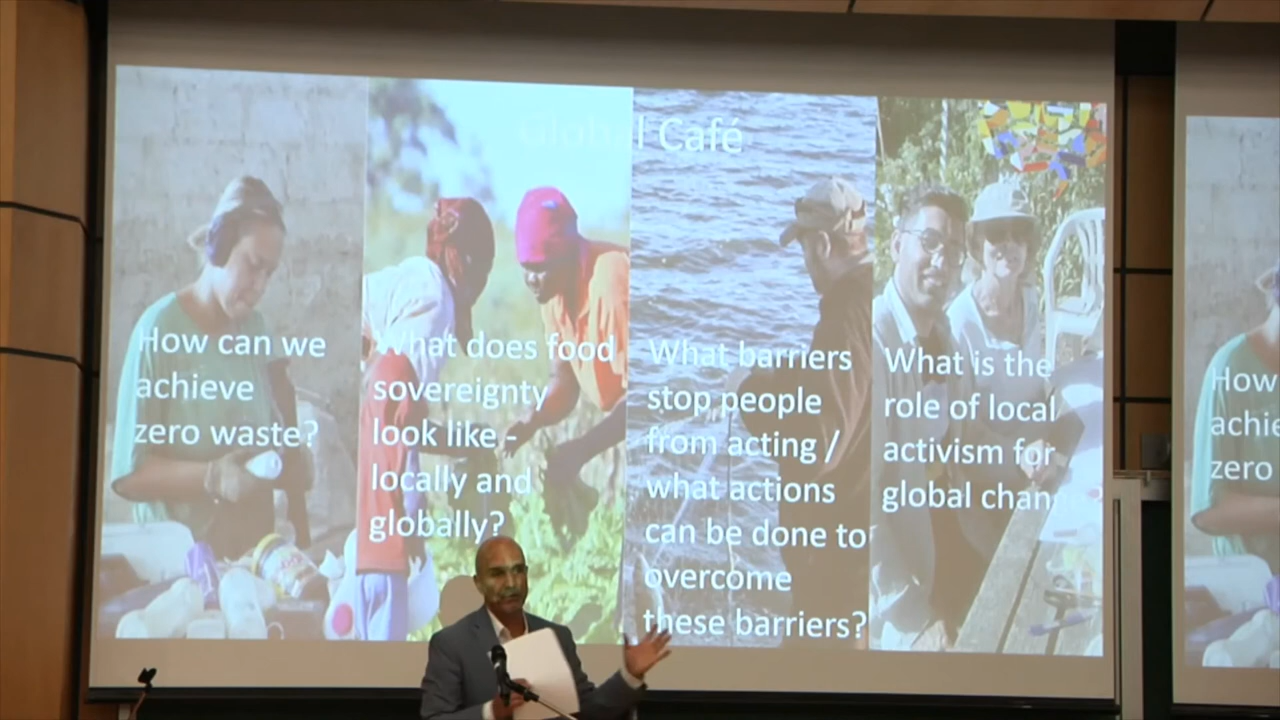 Global Café
How can we
achieve
zero waste?
What does food
sovereignty
look like -
locally and
globally?
What barriers
stop people
from acting /
what actions
can be done to
overcome
these barriers?
What is the
role of local
activism for
global chan
How
achie
zero